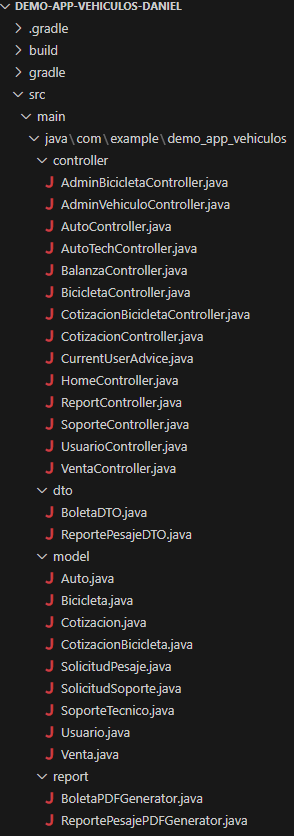 DEMO-APP-VEHICULOS-DANIEL
.gradle
build
gradle
src
main
java\com\example\demo_app_vehiculos
controller
AdminBicicletaController.java
AdminVehiculoController.java
AutoController.java
AutoTechController.java
BalanzaController.java
BicicletaController.java
CotizacionBicicletaController.java
CotizacionController.java
CurrentUserAdvice.java
HomeController.java
ReportController.java
SoporteController.java
UsuarioController.java
VentaController.java
dto
BoletaDTO.java
ReportePesajeDTO.java
model
Auto.java
Bicicleta.java
Cotizacion.java
CotizacionBicicleta.java
SolicitudPesaje.java
SolicitudSoporte.java
SoporteTecnico.java
Usuario.java
Venta.java
report
BoletaPDFGenerator.java
ReportePesajePDFGenerator.java